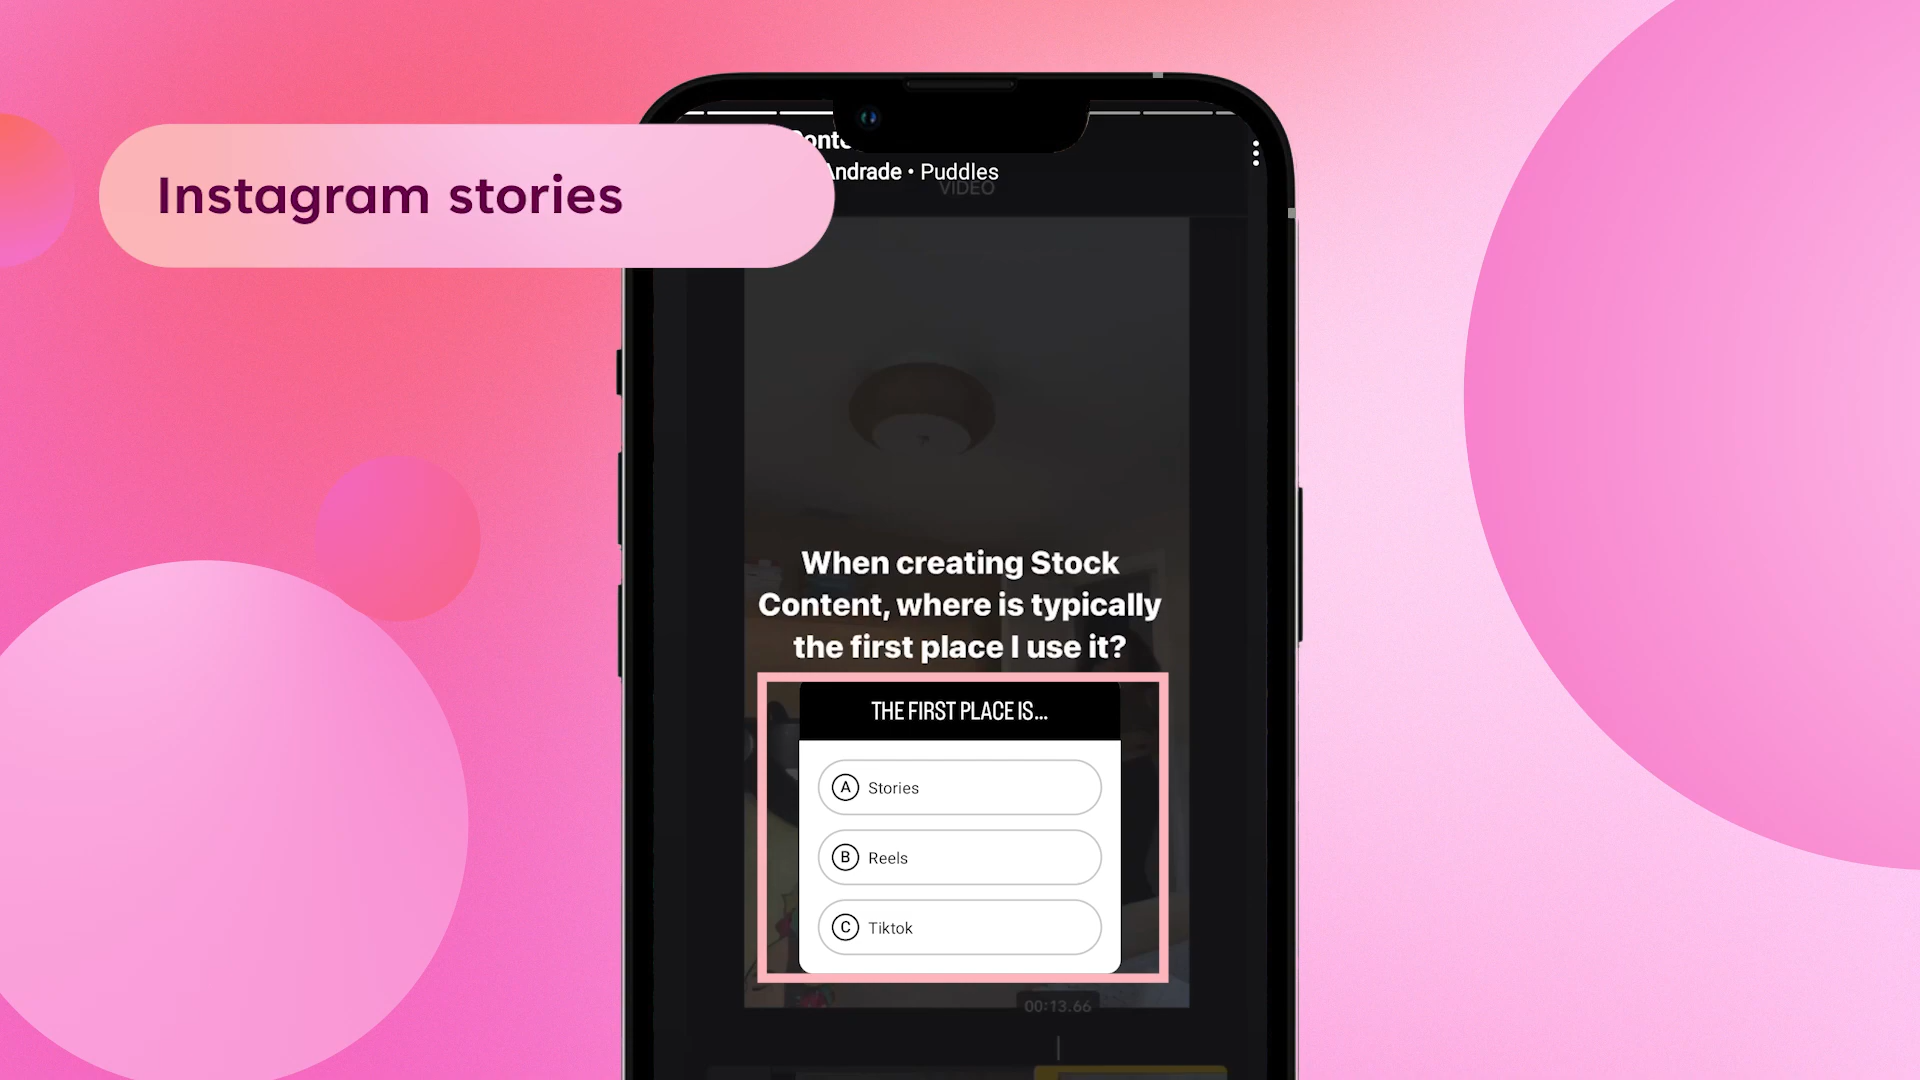 Instagram stories
Andrade • Puddles
VIDEO
When creating Stock
Content, where is typically
the first place I use it?
THE FIRST PLACE IS...
A Stories
B Reels
C Tiktok
00:13.66